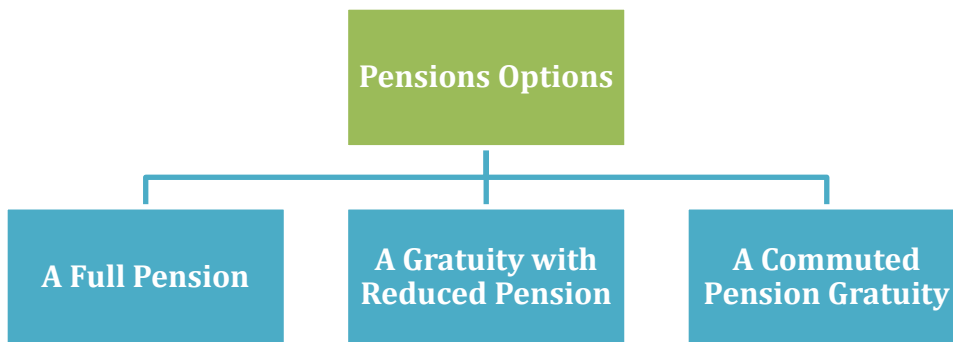 Pensions Options
A Full Pension
A Gratuity with
Reduced Pension
A Commuted
Pension Gratuity